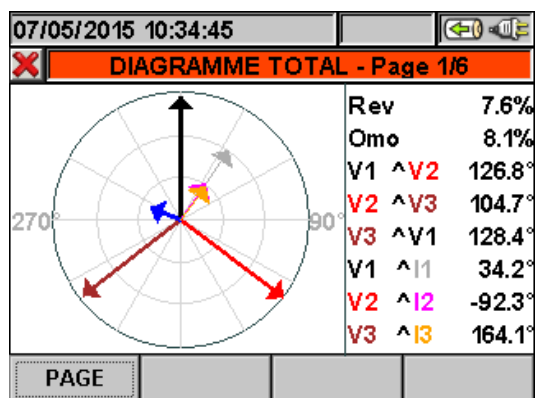 07/05/2015 10:34:45
DIAGRAMME TOTAL - Page 1/6
270°
90°
Rev 7.6%
Omo 8.1%
V1 ^V2 126.8°
V2 ^V3 104.7°
V3 ^V1 128.4°
V1 ^I1 34.2°
V2 ^I2 -92.3°
V3 ^I3 164.1°
PAGE